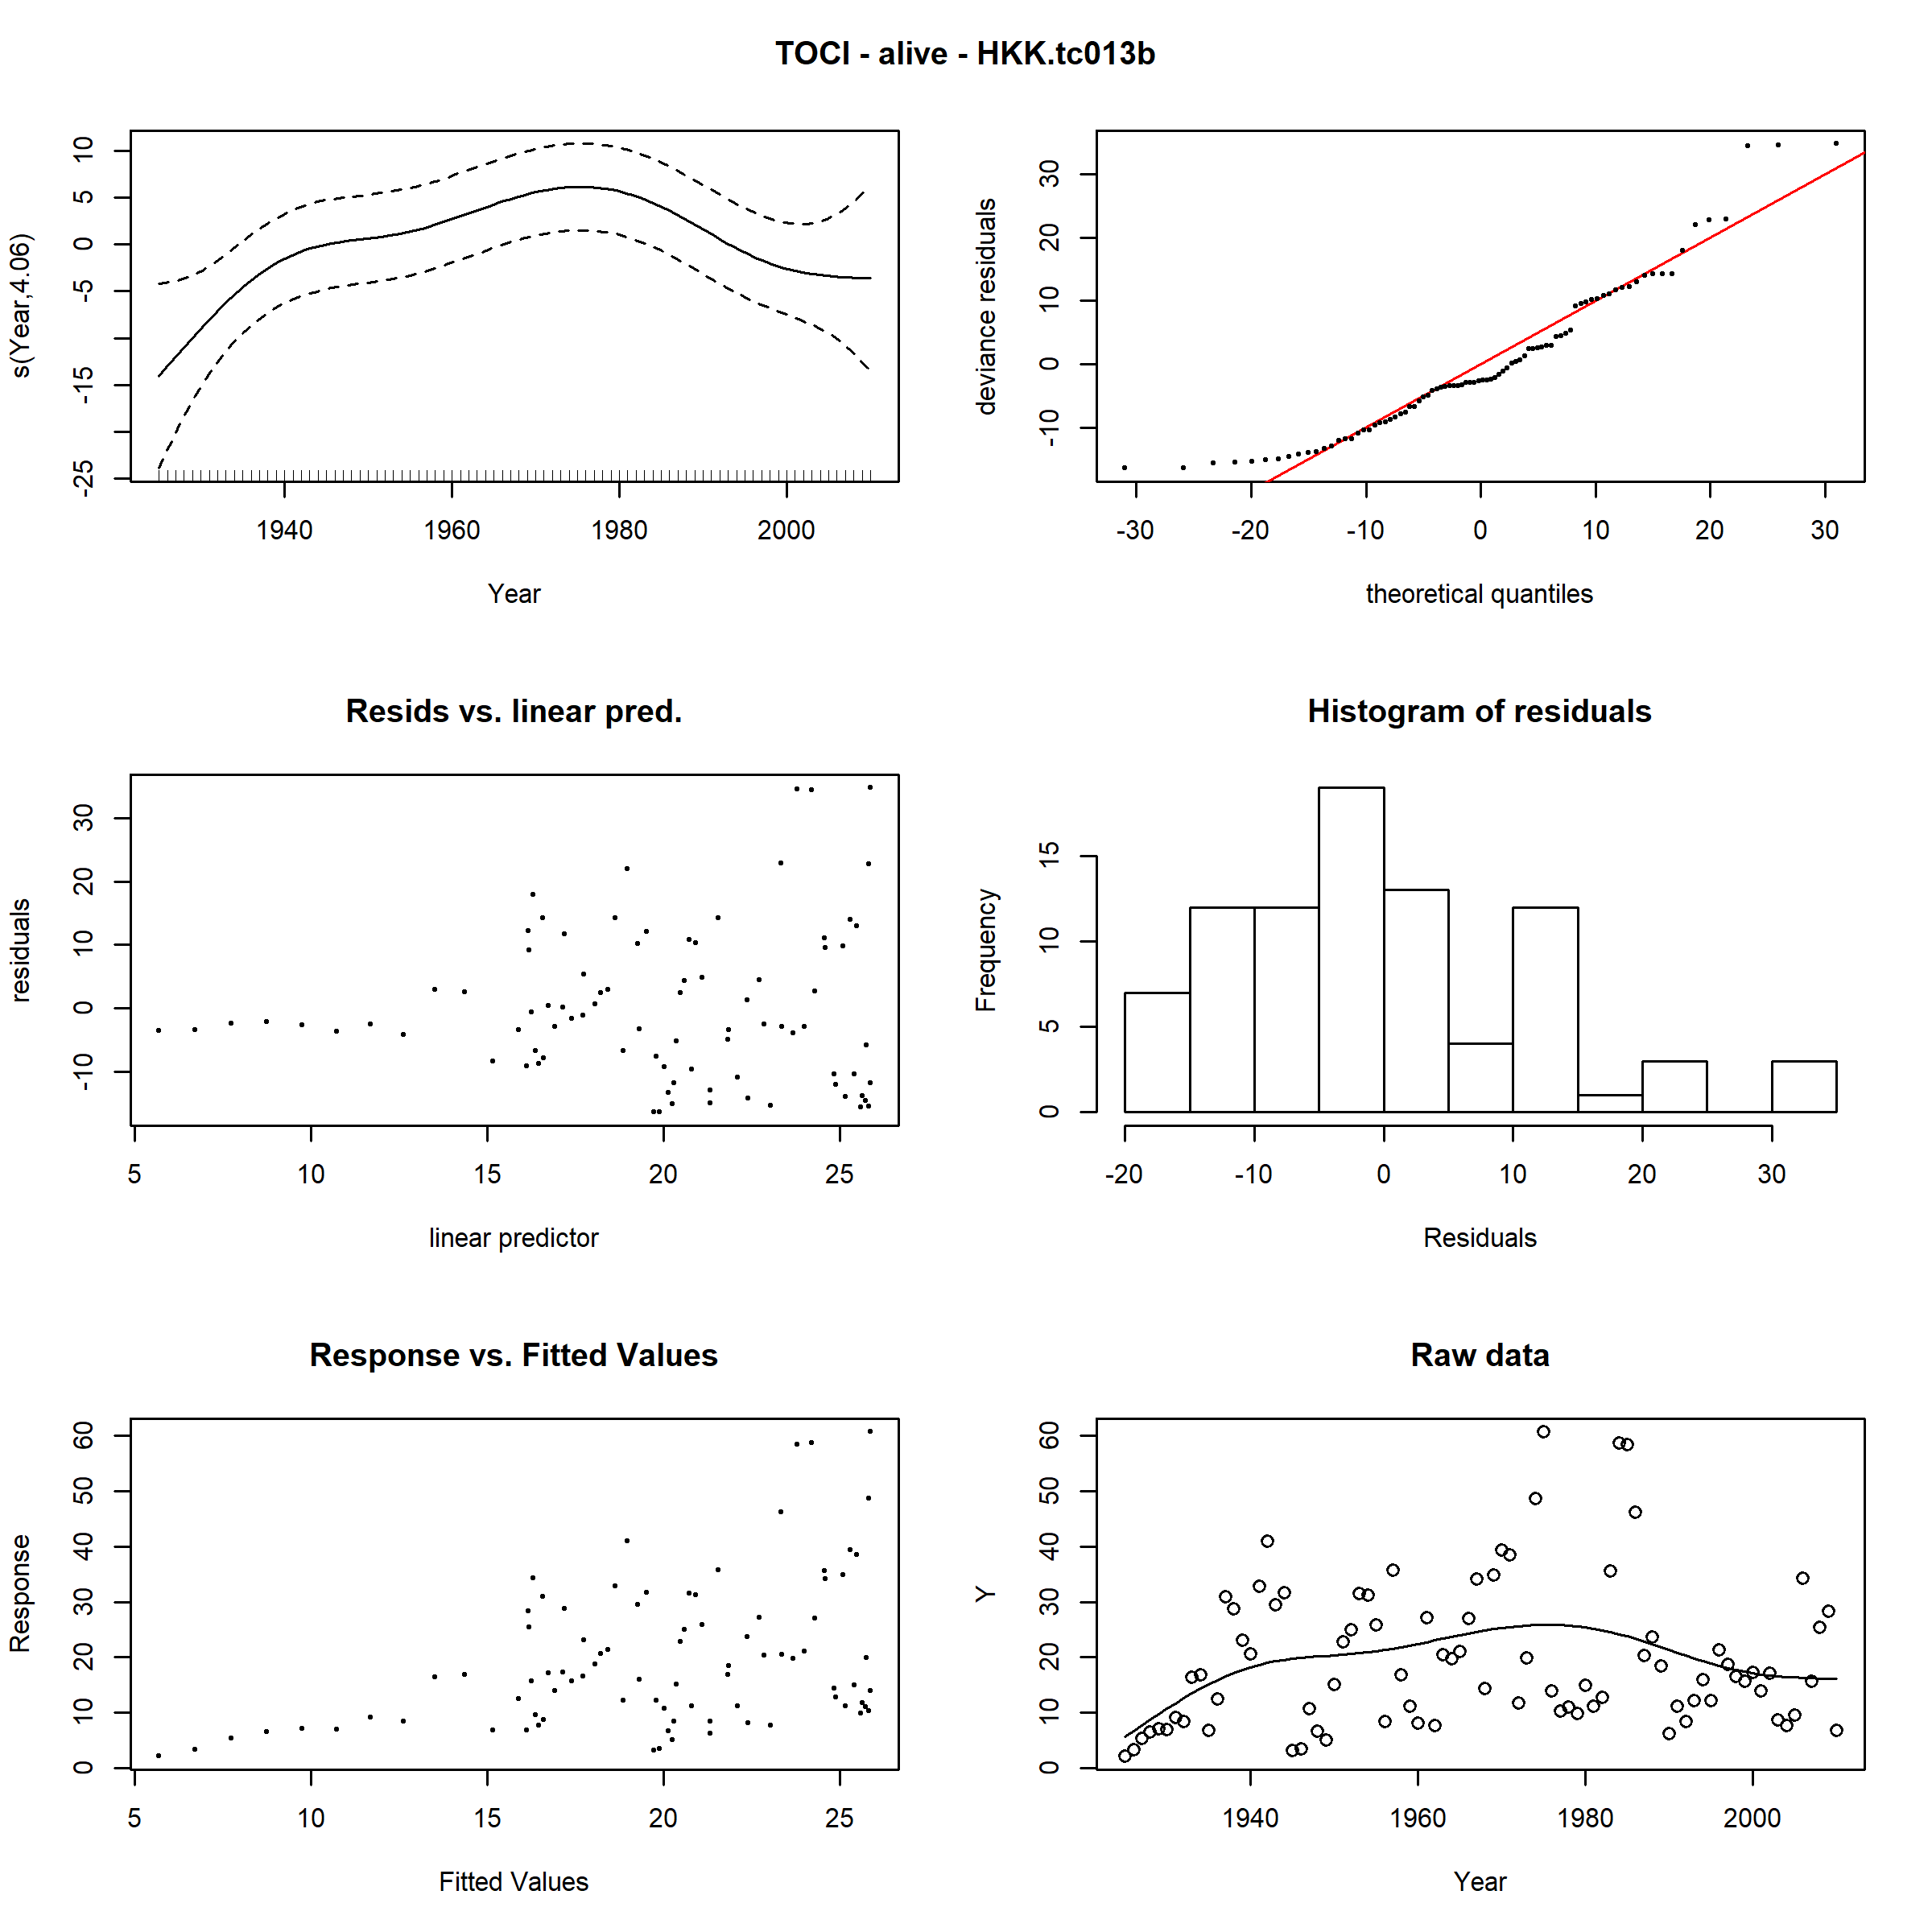 TOCI - alive - HKK.tc013b
s(Year,4.06)
10
5
0
-5
-15
-25
1940 1960 1980 2000
Year
deviance residuals
30
20
10
0
-10
-30 -20 -10 0 10 20 30
theoretical quantiles
Resids vs. linear pred.
residuals
30
20
10
0
-10
5 10 15 20 25
linear predictor
Histogram of residuals
Frequency
15
10
5
0
-20 -10 0 10 20 30
Residuals
Response vs. Fitted Values
Response
60
50
40
30
20
10
0
5 10 15 20 25
Fitted Values
Raw data
Y
60
50
40
30
20
10
0
1940 1960 1980 2000
Year